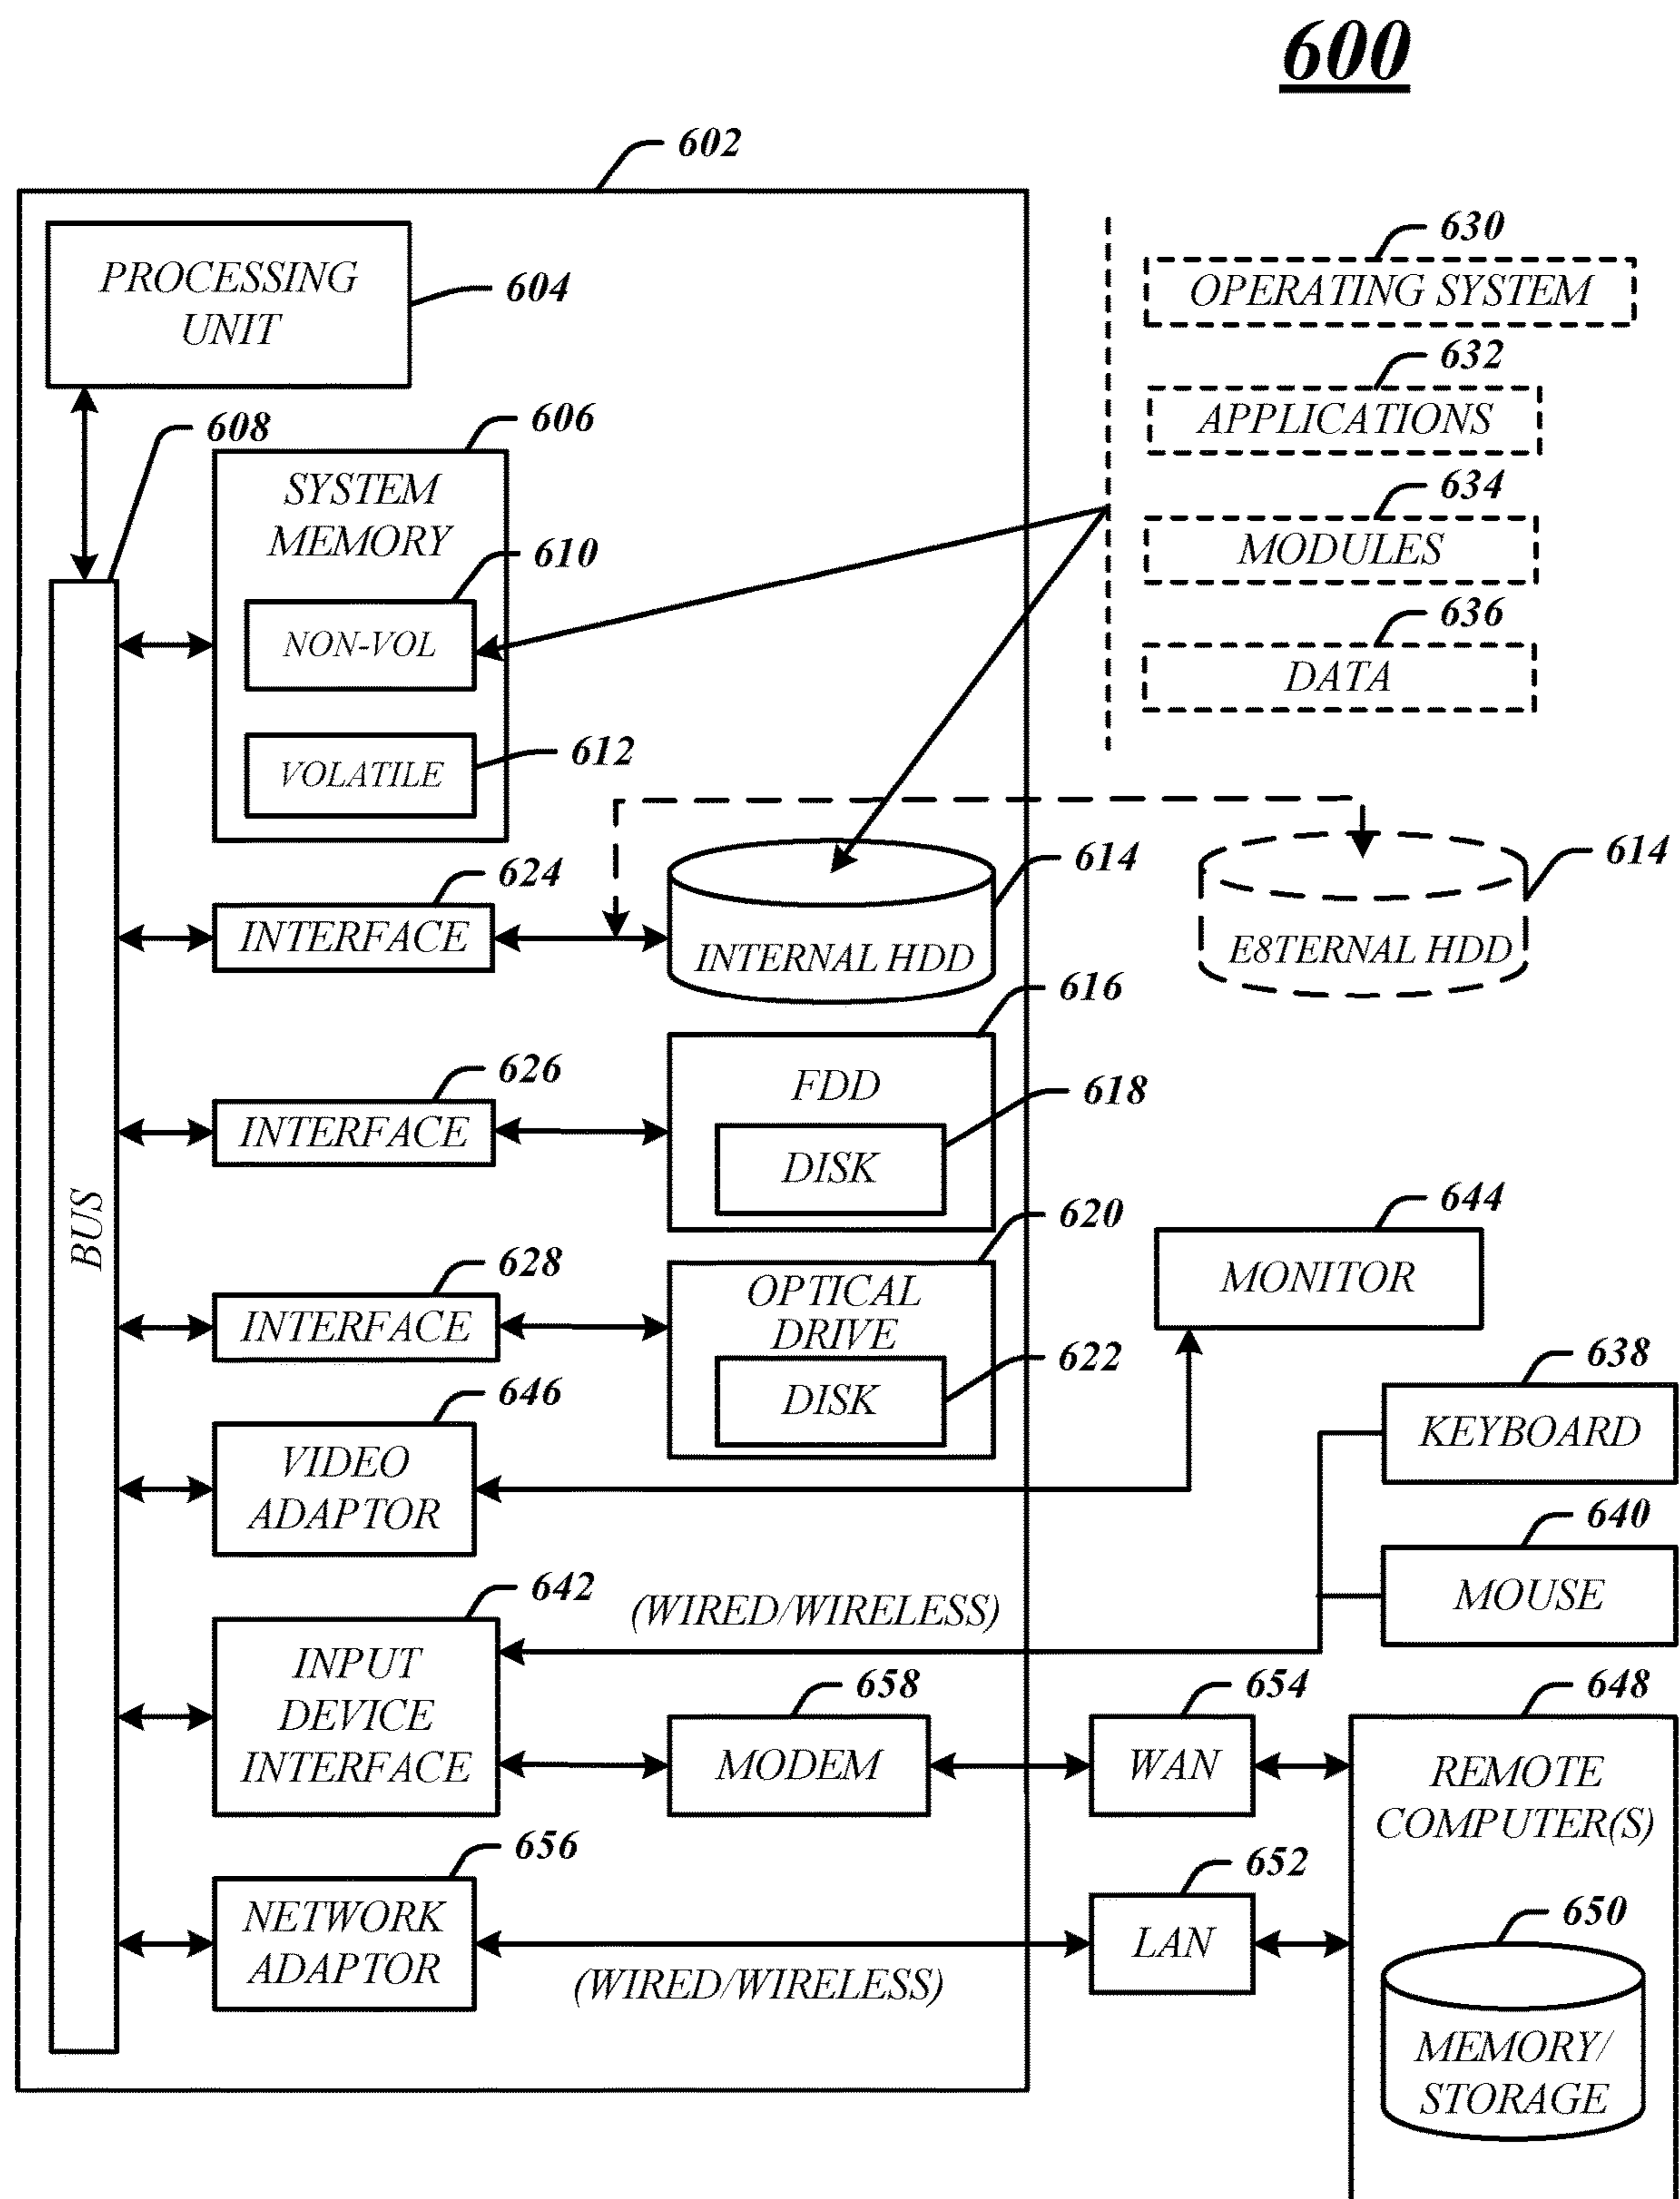 600
602
PROCESSING
UNIT
604
630
OPERATING SYSTEM
632
APPLICATIONS
634
MODULES
636
DATA
608
606
SYSTEM
MEMORY
610
NON-VOL
612
VOLATILE
BUS
624
INTERFACE
614
INTERNAL HDD
614
E8TERNAL HDD
616
626
INTERFACE
FDD
618
DISK
620
628
INTERFACE
OPTICAL
DRIVE
622
DISK
644
MONITOR
638
KEYBOARD
646
VIDEO
ADAPTOR
640
MOUSE
642
(WIRED/WIRELESS)
INPUT
DEVICE
INTERFACE
658
MODEM
654
WAN
648
REMOTE
COMPUTER(S)
656
NETWORK
ADAPTOR
(WIRED/WIRELESS)
652
LAN
650
MEMORY/
STORAGE